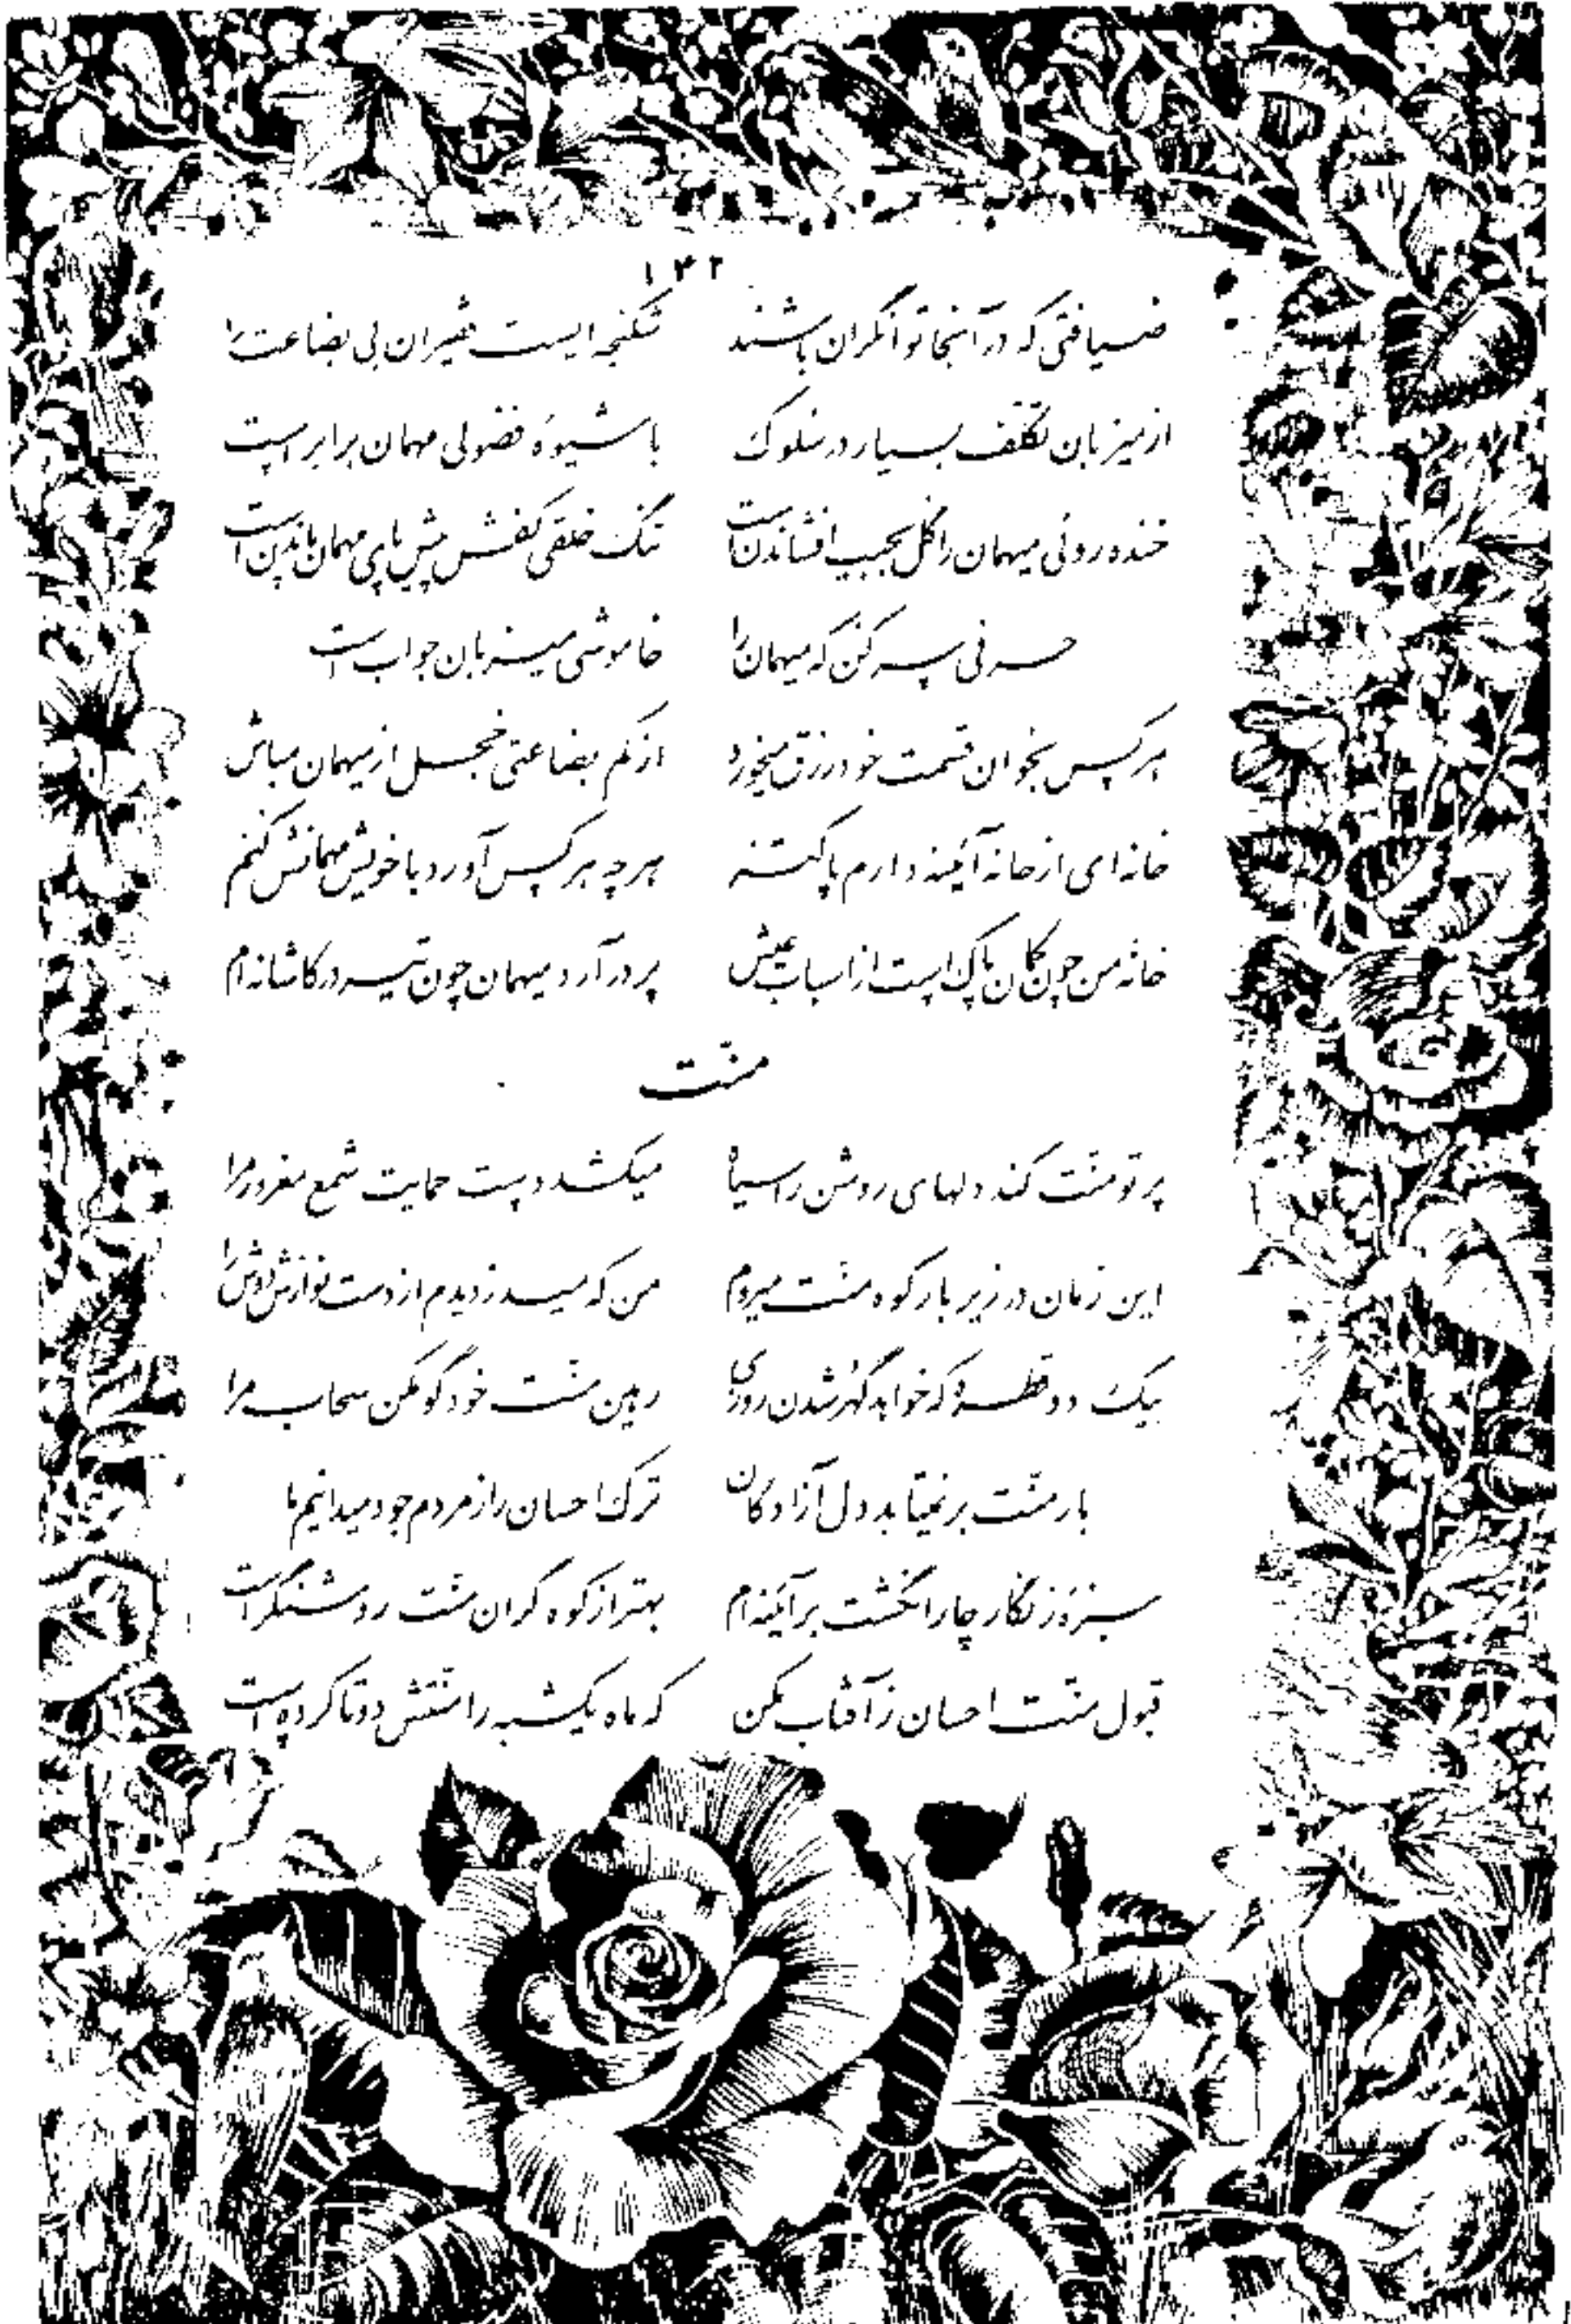 ۱۴۲
ضیافتی که در آنجا توانگران باشند شکنجه ایست فقیران بی بضاعت را
از میزبان تکلف بسیار در سلوک با شیوهٔ فضولی مهمان برابر است
خنده روئی میهمان را گل بجیب افشاندن است تنگ خلقی کفش پیش پای مهمان ماندن است
حرفی سر کن که میهمان را خاموشی میزبان جواب است
هر کس بخوان قسمت خود رزق میخورد از کم بضاعتی خجل از میهمان مباش
خانه ای از خانه آئینه دارم پاکتر هر چه هر کس آورد با خویش مهمانش کنم
خانهٔ من چون کمان پاک است از اسباب عیش پر در آرد میهمان چون تیر در کاشانه ام
منت
پرتو منت کند دلهای روشن را سیاه میکشد دست حمایت شمع مغرور مرا
این زمان در زیر بار کوه منت میروم من که میدزدیدم از دست نوازش دوش را
بیک دو قطرهٔ که خواهد گهر شدن روزی رهین منت خود گو مکن سحاب مرا
بار منت برنمیتابد دل آزادگان ترک احسان را ز مردم جود میدانیم ما
سبزهٔ زنگار چار انگشت بر آئینه ام بهتر از کوه گران منت روشنگر است
قبول منت احسان ز آفتاب مکن که ماه یکشبه را منتش دوتا کرده است